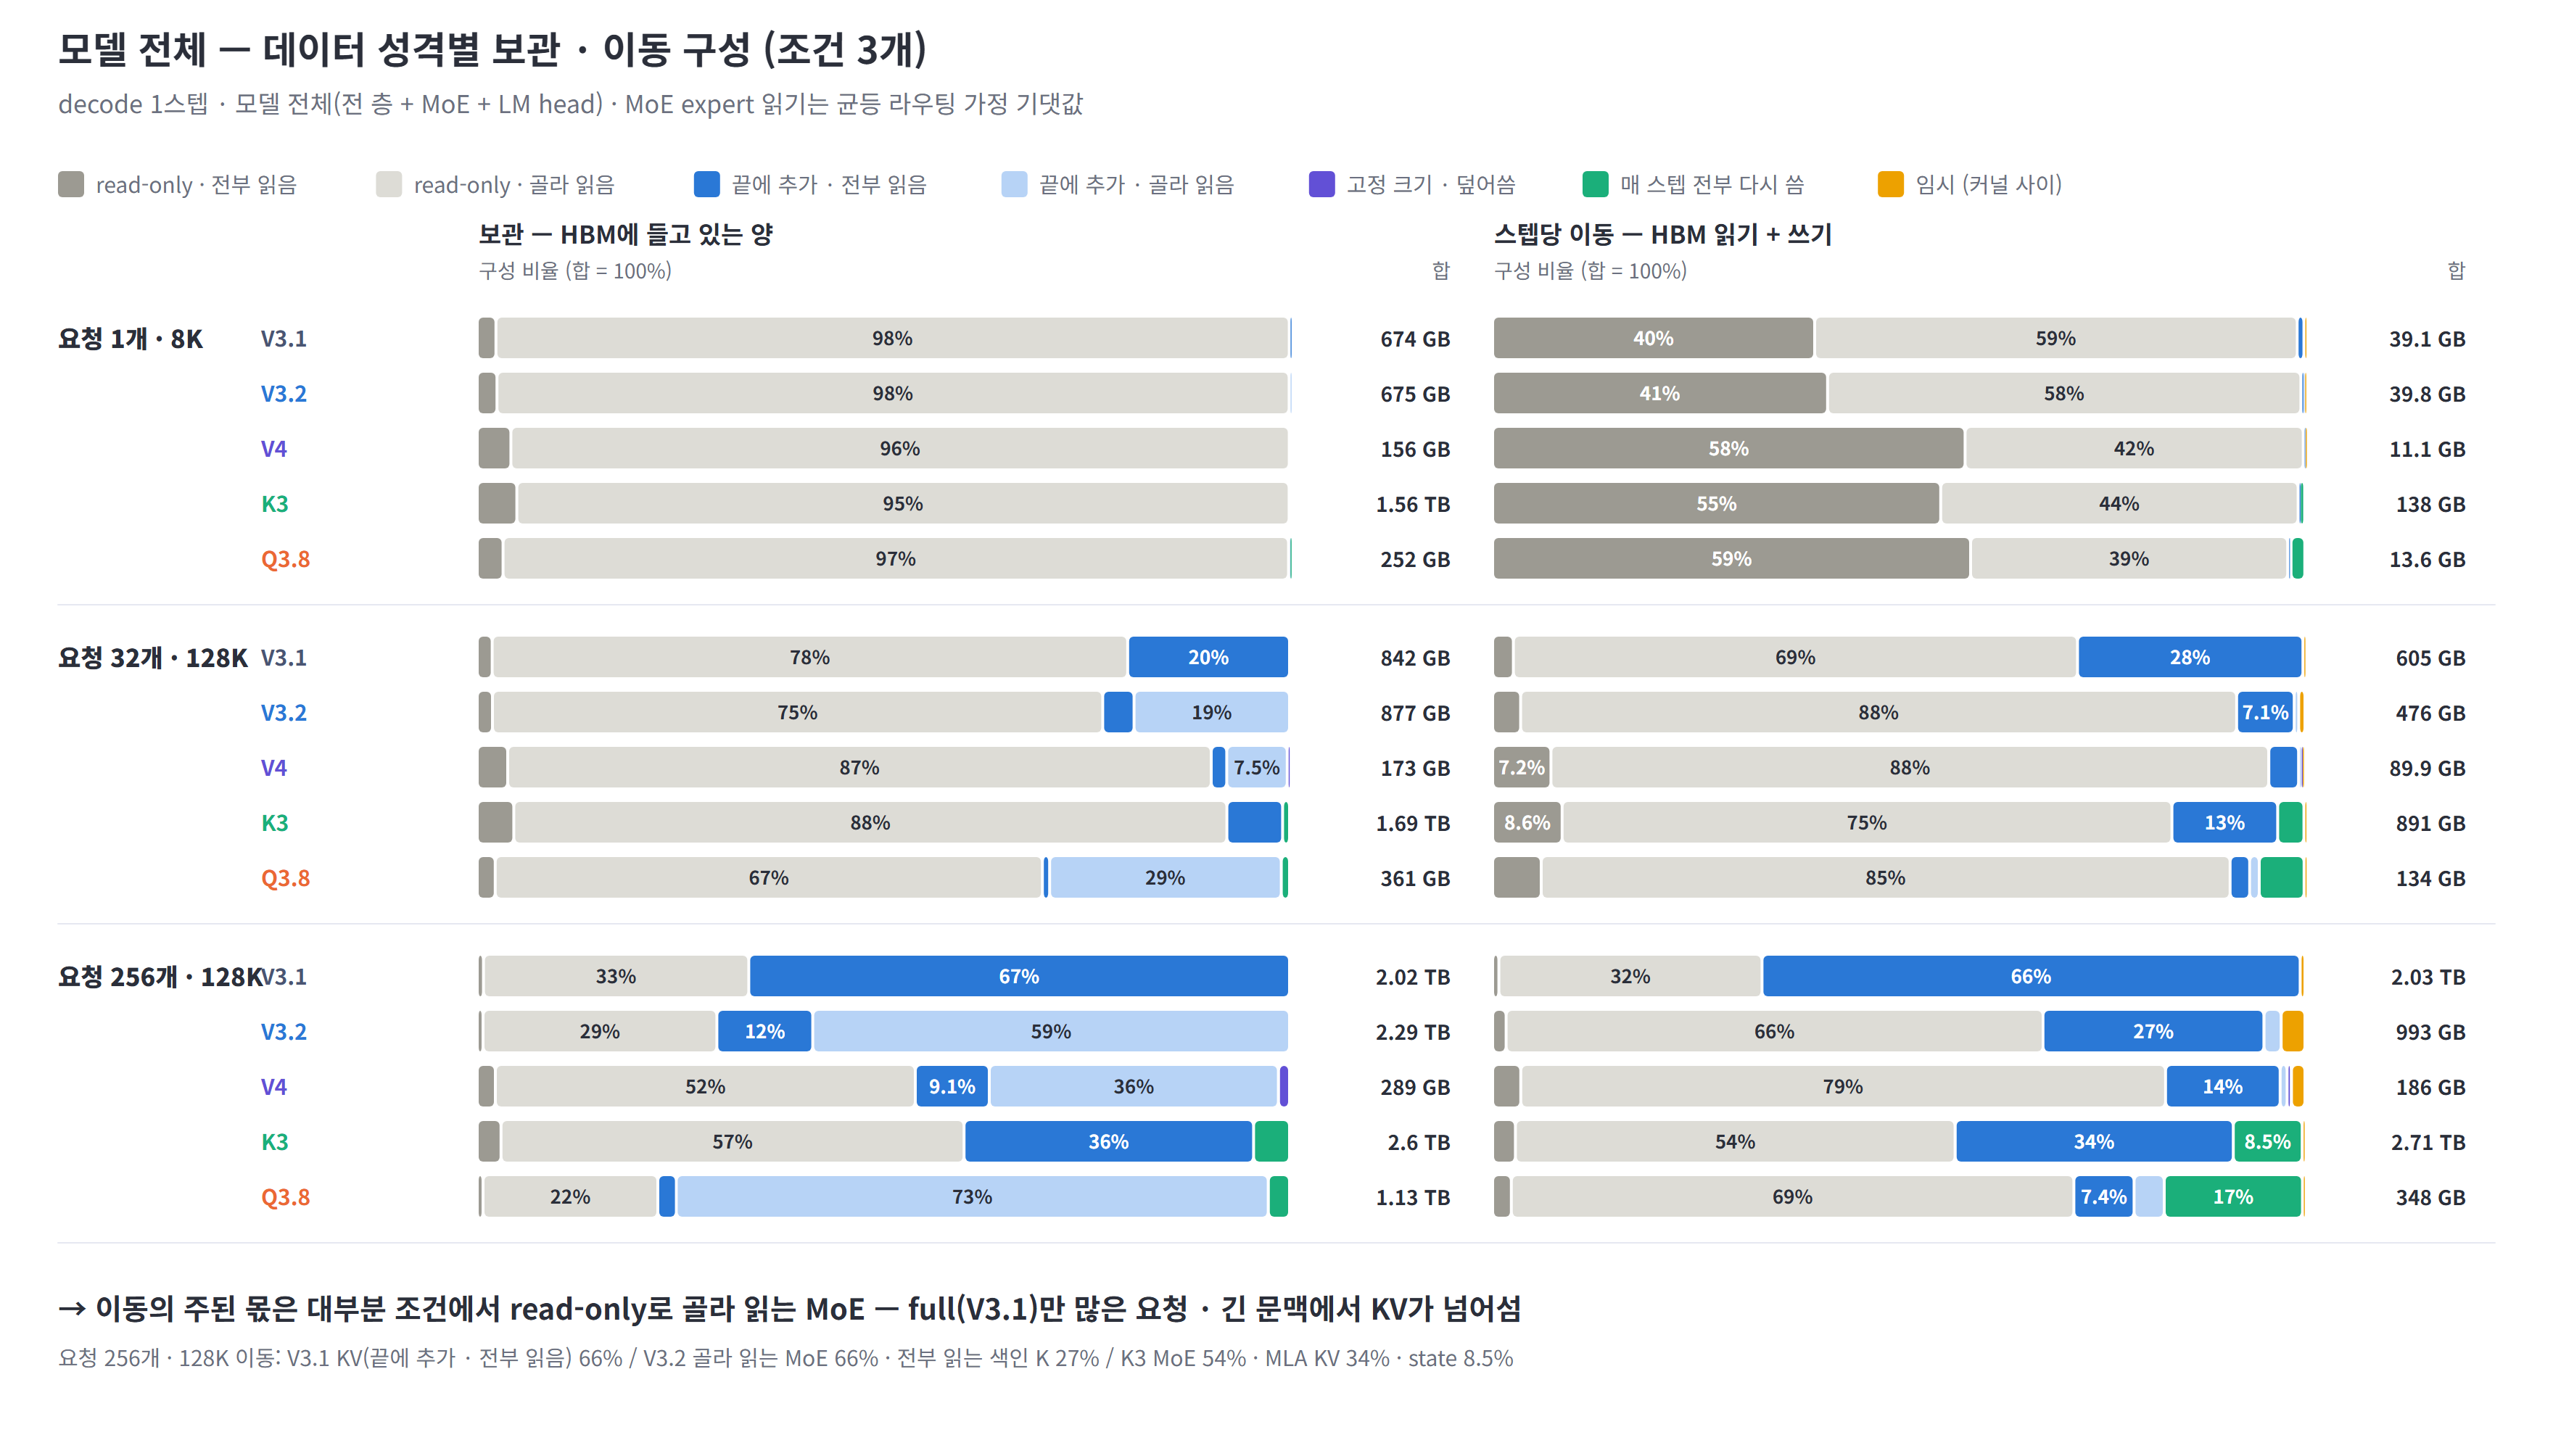 모델 전체 — 데이터 성격별 보관 · 이동 구성 (조건 3개)
decode 1스텝 · 모델 전체(전 층 + MoE + LM head) · MoE expert 읽기는 균등 라우팅 가정 기댓값
read-only · 전부 읽음 read-only · 골라 읽음 끝에 추가 · 전부 읽음 끝에 추가 · 골라 읽음 고정 크기 · 덮어씀 매 스텝 전부 다시 씀 임시 (커널 사이)
보관 — HBM에 들고 있는 양 스텝당 이동 — HBM 읽기 + 쓰기
구성 비율 (합 = 100%) 합 구성 비율 (합 = 100%) 합
요청 1개 · 8K V3.1 98% 674 GB 40% 59% 39.1 GB
V3.2 98% 675 GB 41% 58% 39.8 GB
V4 96% 156 GB 58% 42% 11.1 GB
K3 95% 1.56 TB 55% 44% 138 GB
Q3.8 97% 252 GB 59% 39% 13.6 GB
요청 32개 · 128K V3.1 78% 20% 842 GB 69% 28% 605 GB
V3.2 75% 19% 877 GB 88% 7.1% 476 GB
V4 87% 7.5% 173 GB 7.2% 88% 89.9 GB
K3 88% 1.69 TB 8.6% 75% 13% 891 GB
Q3.8 67% 29% 361 GB 85% 134 GB
요청 256개 · 128K V3.1 33% 67% 2.02 TB 32% 66% 2.03 TB
V3.2 29% 12% 59% 2.29 TB 66% 27% 993 GB
V4 52% 9.1% 36% 289 GB 79% 14% 186 GB
K3 57% 36% 2.6 TB 54% 34% 8.5% 2.71 TB
Q3.8 22% 73% 1.13 TB 69% 7.4% 17% 348 GB
→ 이동의 주된 몫은 대부분 조건에서 read-only로 골라 읽는 MoE — full(V3.1)만 많은 요청 · 긴 문맥에서 KV가 넘어섬
요청 256개 · 128K 이동: V3.1 KV(끝에 추가 · 전부 읽음) 66% / V3.2 골라 읽는 MoE 66% · 전부 읽는 색인 K 27% / K3 MoE 54% · MLA KV 34% · state 8.5%